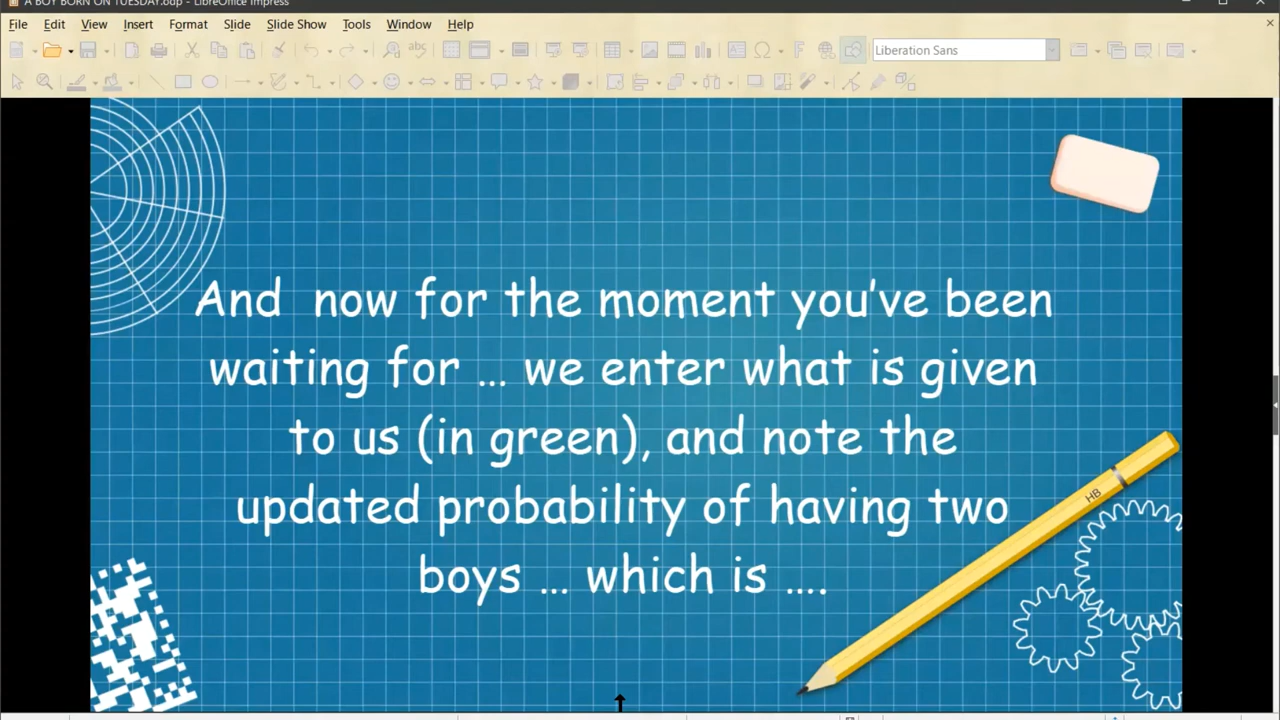 A BOY BORN ON TUESDAY.odp - LibreOffice Impress
File Edit View Insert Format Slide Slide Show Tools Window Help
abc
Liberation Sans
And now for the moment you've been
waiting for ... we enter what is given
to us (in green), and note the
updated probability of having two
boys ... which is ....
HB